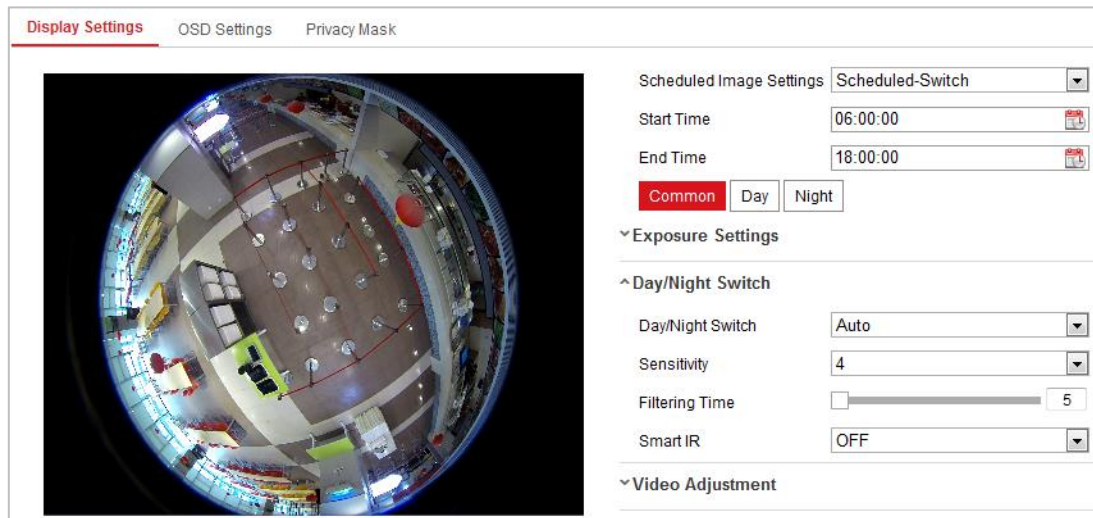 Display Settings OSD Settings Privacy Mask
Scheduled Image Settings Scheduled-Switch
Start Time 06:00:00
End Time 18:00:00
Common Day Night
Exposure Settings
Day/Night Switch
Day/Night Switch Auto
Sensitivity 4
Filtering Time 5
Smart IR OFF
Video Adjustment